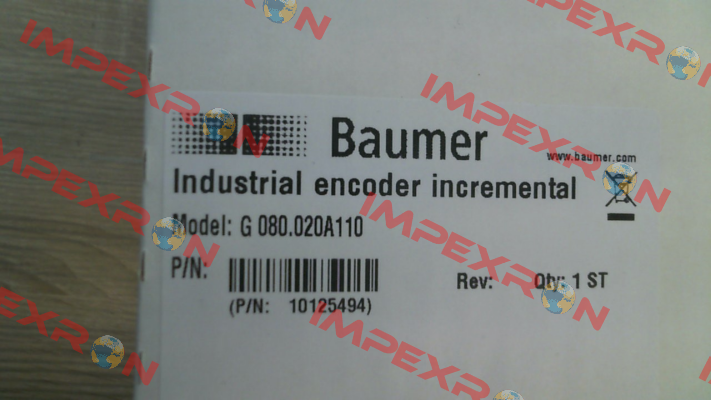 Baumer
www.baumer.com
Industrial encoder incremental
Model: G 080.020A110
P/N:
Rev: Qty: 1 ST
(P/N: 10125494)
IMPEXRON
IMPEXRON
IMPEXRON
IMPEXRON
IMPEXRON
IMPEXRON
IMPEXRON